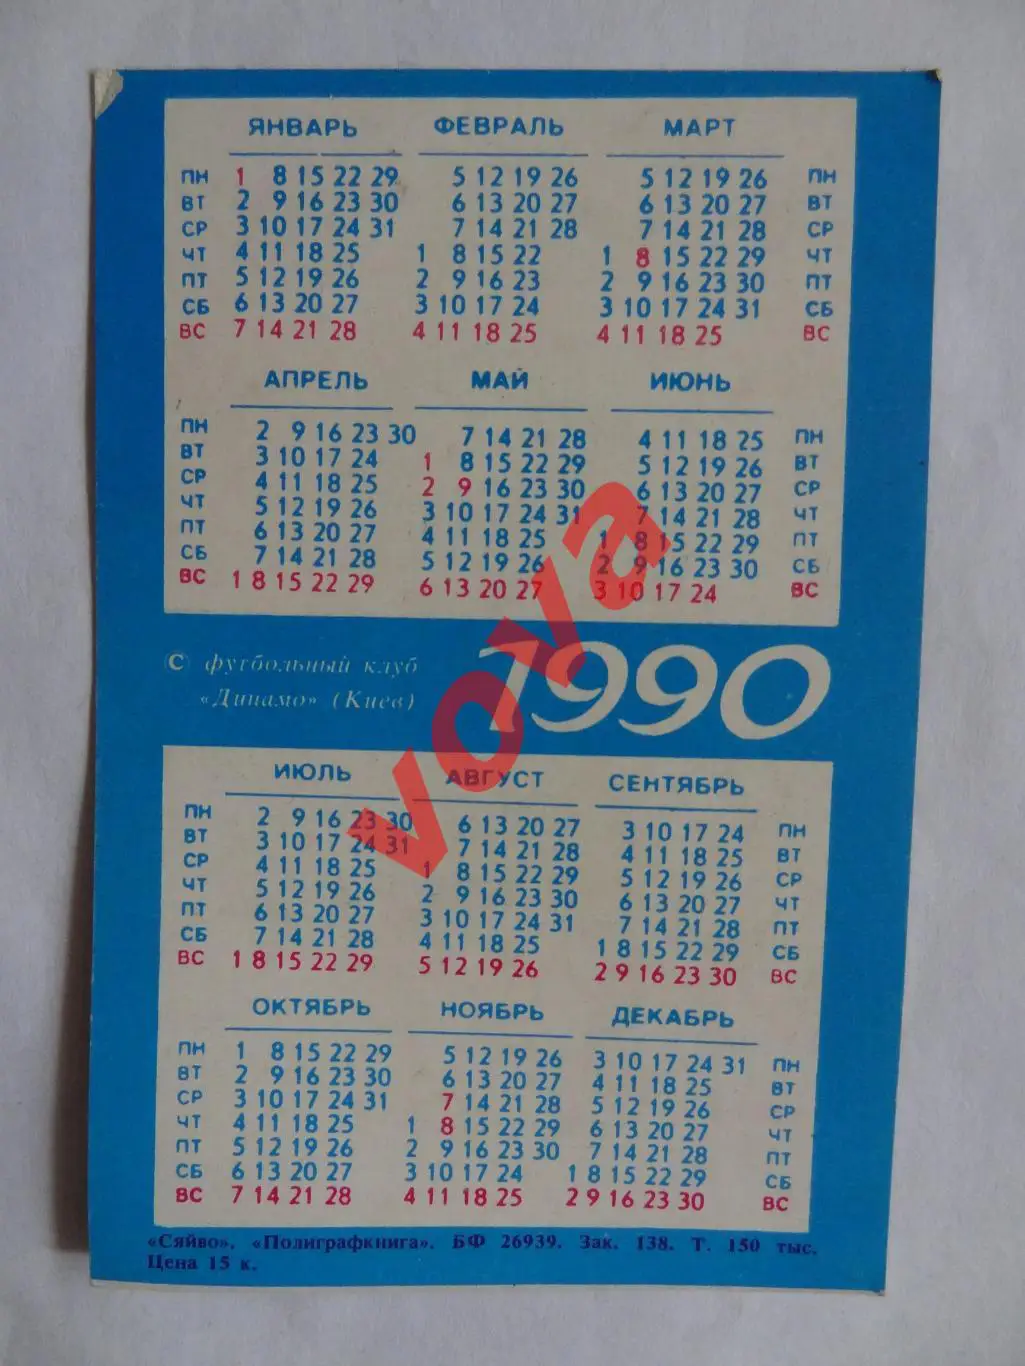 ЯНВАРЬ ФЕВРАЛЬ МАРТ
ПН 1 8 15 22 29 5 12 19 26 5 12 19 26 ПН
ВТ 2 9 16 23 30 6 13 20 27 6 13 20 27 ВТ
СР 3 10 17 24 31 7 14 21 28 7 14 21 28 СР
ЧТ 4 11 18 25 1 8 15 22 1 8 15 22 29 ЧТ
ПТ 5 12 19 26 2 9 16 23 2 9 16 23 30 ПТ
СБ 6 13 20 27 3 10 17 24 3 10 17 24 31 СБ
ВС 7 14 21 28 4 11 18 25 4 11 18 25 ВС
АПРЕЛЬ МАЙ ИЮНЬ
ПН 2 9 16 23 30 7 14 21 28 4 11 18 25 ПН
ВТ 3 10 17 24 1 8 15 22 29 5 12 19 26 ВТ
СР 4 11 18 25 2 9 16 23 30 6 13 20 27 СР
ЧТ 5 12 19 26 3 10 17 24 31 7 14 21 28 ЧТ
ПТ 6 13 20 27 4 11 18 25 1 8 15 22 29 ПТ
СБ 7 14 21 28 5 12 19 26 2 9 16 23 30 СБ
ВС 1 8 15 22 29 6 13 20 27 3 10 17 24 ВС
© футбольный клуб
«Динамо» (Киев)
1990
vova
ИЮЛЬ АВГУСТ СЕНТЯБРЬ
ПН 2 9 16 23 30 6 13 20 27 3 10 17 24 ПН
ВТ 3 10 17 24 31 7 14 21 28 4 11 18 25 ВТ
СР 4 11 18 25 1 8 15 22 29 5 12 19 26 СР
ЧТ 5 12 19 26 2 9 16 23 30 6 13 20 27 ЧТ
ПТ 6 13 20 27 3 10 17 24 31 7 14 21 28 ПТ
СБ 7 14 21 28 4 11 18 25 1 8 15 22 29 СБ
ВС 1 8 15 22 29 5 12 19 26 2 9 16 23 30 ВС
ОКТЯБРЬ НОЯБРЬ ДЕКАБРЬ
ПН 1 8 15 22 29 5 12 19 26 3 10 17 24 31 ПН
ВТ 2 9 16 23 30 6 13 20 27 4 11 18 25 ВТ
СР 3 10 17 24 31 7 14 21 28 5 12 19 26 СР
ЧТ 4 11 18 25 1 8 15 22 29 6 13 20 27 ЧТ
ПТ 5 12 19 26 2 9 16 23 30 7 14 21 28 ПТ
СБ 6 13 20 27 3 10 17 24 1 8 15 22 29 СБ
ВС 7 14 21 28 4 11 18 25 2 9 16 23 30 ВС
«Сяйво», «Полиграфкнига». БФ 26939. Зак. 138. Т. 150 тыс.
Цена 15 к.